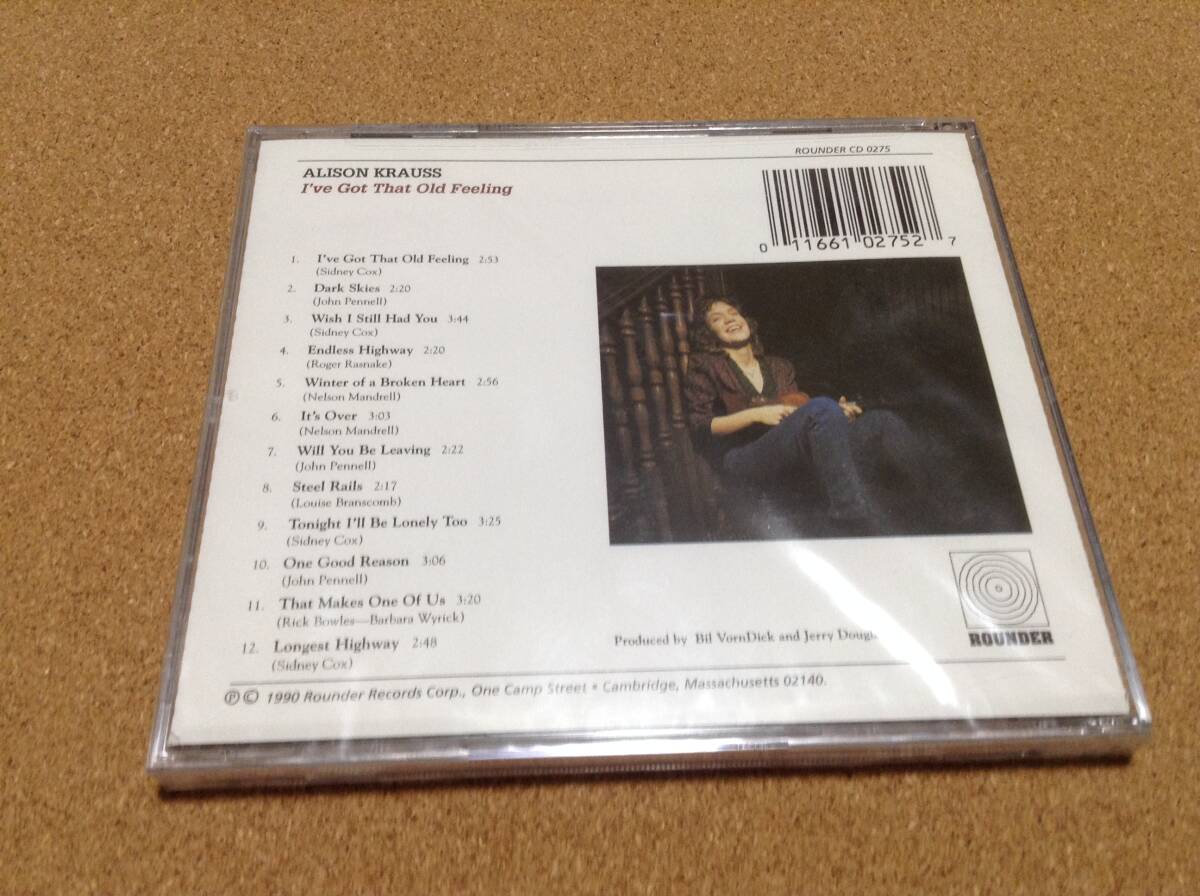 ROUNDER CD 0275
ALISON KRAUSS
I've Got That Old Feeling
0 11661 02752 7
1. I've Got That Old Feeling 2:53
(Sidney Cox)
2. Dark Skies 2:20
(John Pennell)
3. Wish I Still Had You 3:44
(Sidney Cox)
4. Endless Highway 2:20
(Roger Rasnake)
5. Winter of a Broken Heart 2:56
(Nelson Mandrell)
6. It's Over 3:03
(Nelson Mandrell)
7. Will You Be Leaving 2:22
(John Pennell)
8. Steel Rails 2:17
(Louise Branscomb)
9. Tonight I'll Be Lonely Too 3:25
(Sidney Cox)
10. One Good Reason 3:06
(John Pennell)
11. That Makes One Of Us 3:20
(Rick Bowles—Barbara Wyrick)
12. Longest Highway 2:48
(Sidney Cox)
ROUNDER
Produced by Bil VornDick and Jerry
℗ © 1990 Rounder Records Corp., One Camp Street • Cambridge, Massachusetts 02140.